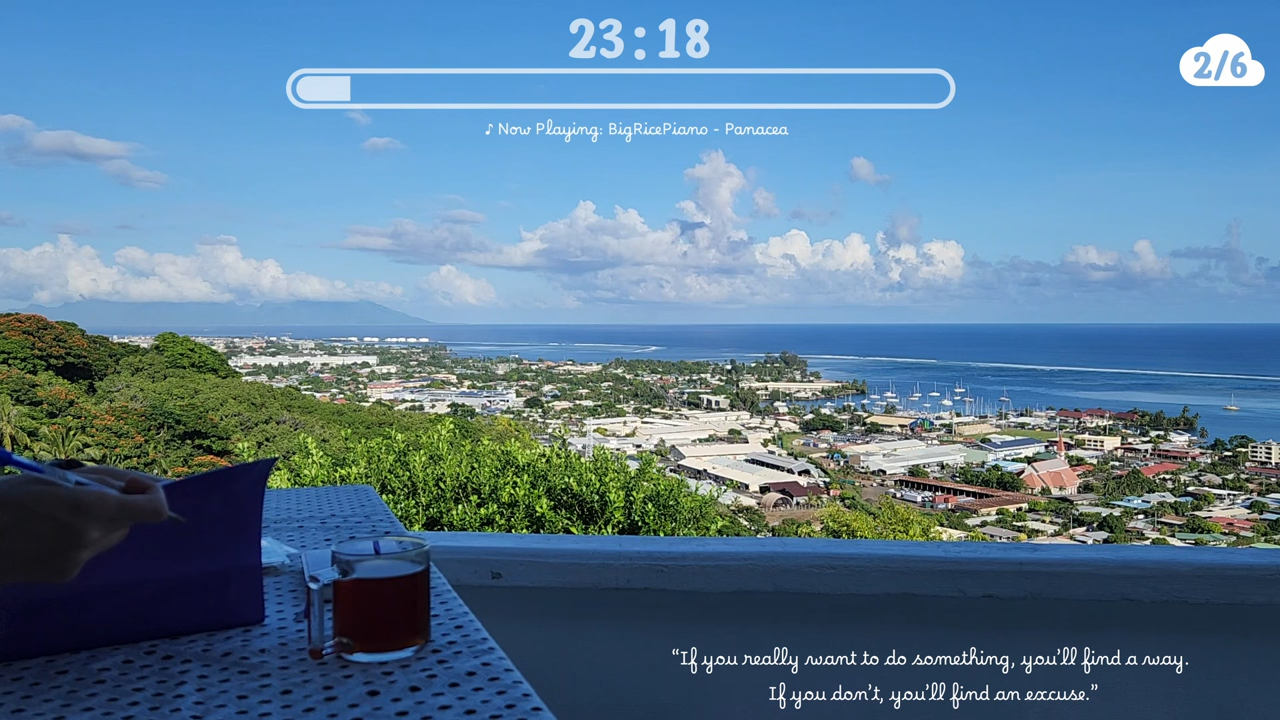 23:18
2/6
♪ Now Playing: BigRicePiano - Panacea
“If you really want to do something, you’ll find a way.
If you don’t, you’ll find an excuse.”